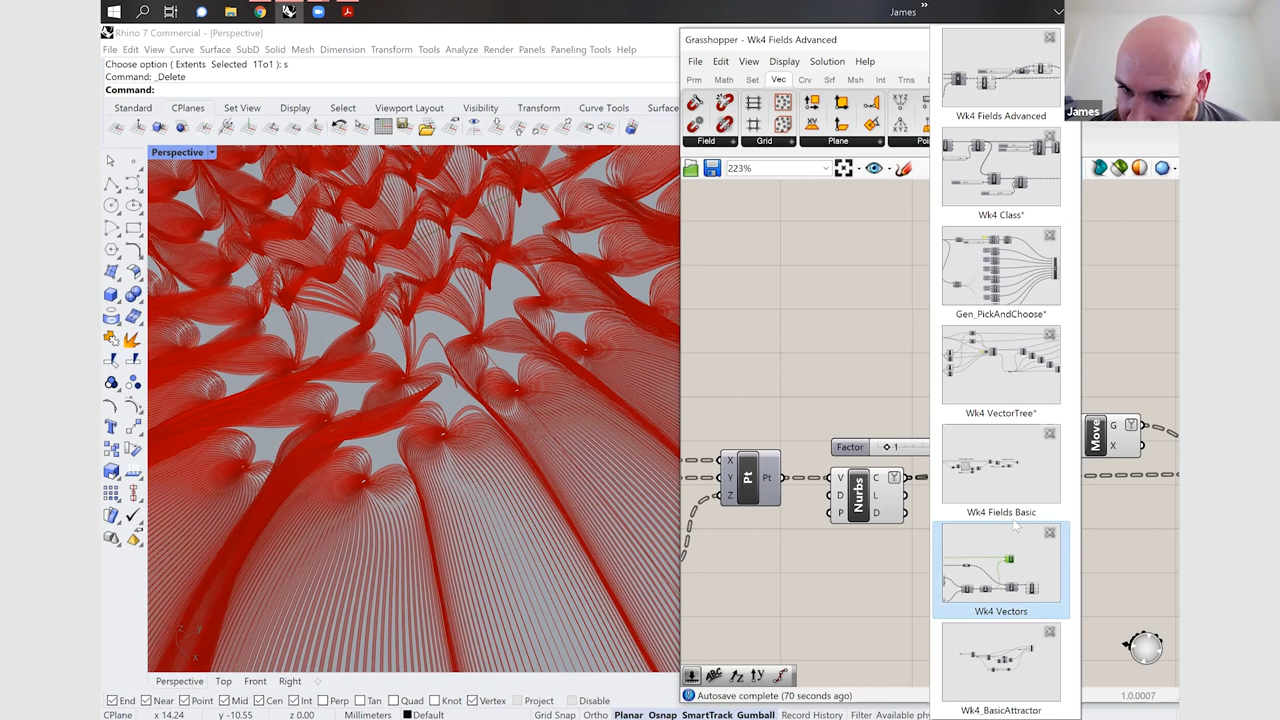 James »
Rhino 7 Commercial - [Perspective]
File Edit View Curve Surface SubD Solid Mesh Dimension Transform Tools Analyze Render Panels Paneling Tools Help
Choose option ( Extents Selected 1To1 ): s
Command: _Delete
Command:
Standard CPlanes Set View Display Select Viewport Layout Visibility Transform Curve Tools Surface
Perspective
z y
x
Perspective Top Front Right
End Near Point Mid Cen Int Perp Tan Quad Knot Vertex Project Disable
CPlane x 14.24 y -10.55 z 0.00 Millimeters Default Grid Snap Ortho Planar Osnap SmartTrack Gumball Record History Filter Available phy
Grasshopper - Wk4 Fields Advanced
File Edit View Display Solution Help
Prm Math Set Vec Crv Srf Msh Int Trns
Field Grid Plane Poi
223%
Factor 1
X Y Z Pt Pt
V D P Nurbs C L D
Move G X
Autosave complete (70 seconds ago)
1.0.0007
Wk4 Fields Advanced
Wk4 Class*
Gen_PickAndChoose*
Wk4 VectorTree*
Wk4 Fields Basic
Wk4 Vectors
Wk4_BasicAttractor
James